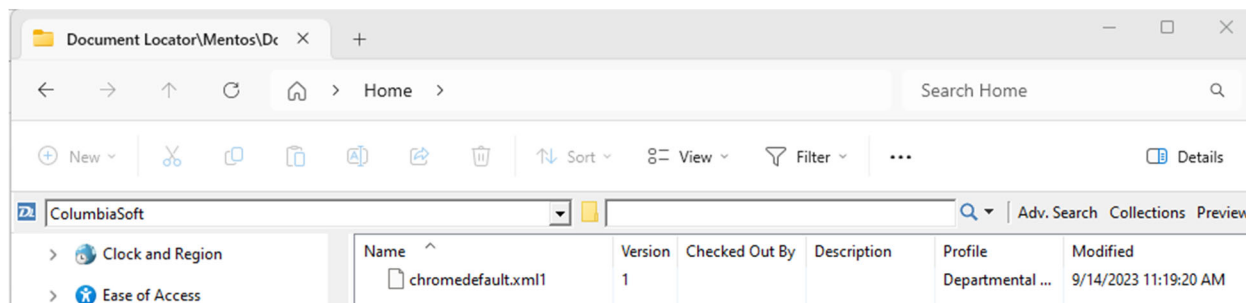 Document Locator\Mentos\Dc
Home
Search Home
New
Sort
View
Filter
Details
DL ColumbiaSoft
Adv. Search Collections Preview
Clock and Region
Name Version Checked Out By Description Profile Modified
chromedefault.xml1 1 Departmental ... 9/14/2023 11:19:20 AM
Ease of Access